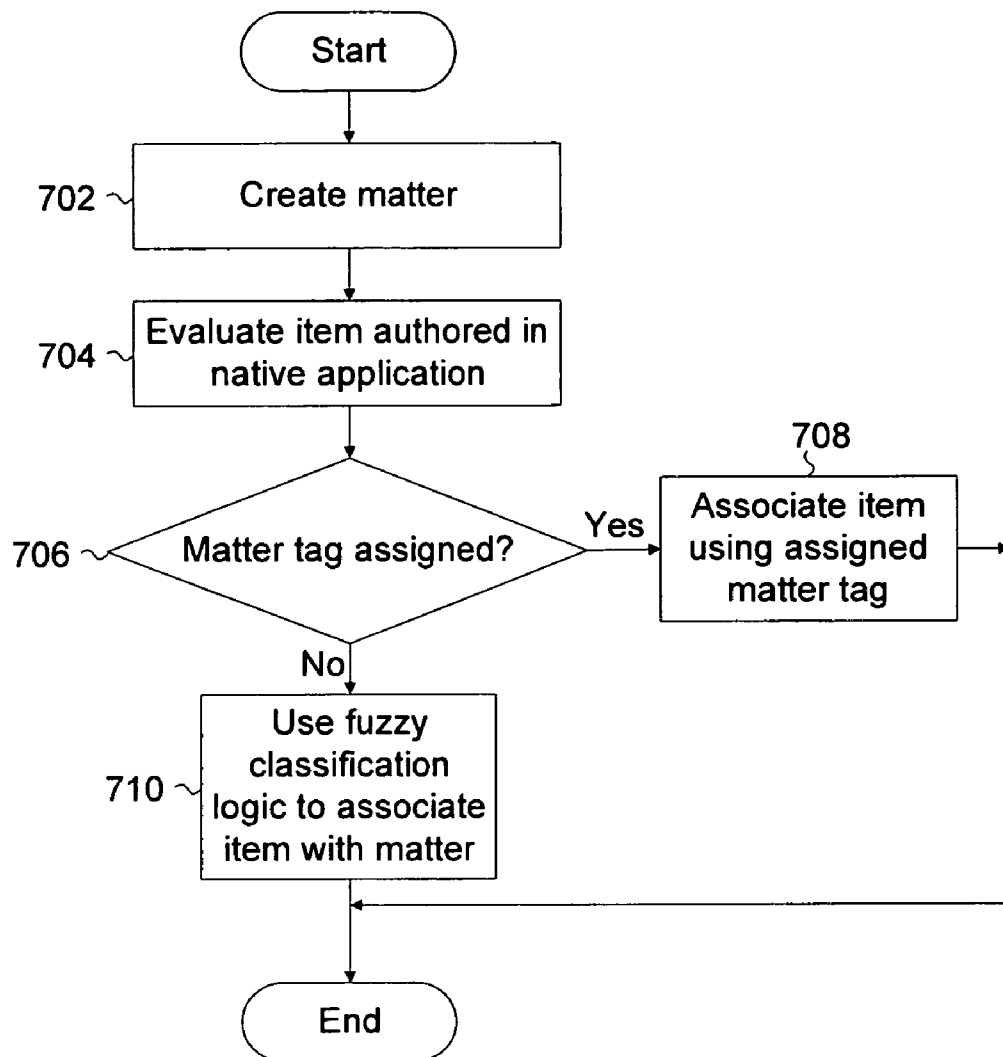 Start
702
Create matter
704
Evaluate item authored in
native application
706
Matter tag assigned?
Yes
708
Associate item
using assigned
matter tag
No
710
Use fuzzy
classification
logic to associate
item with matter
End